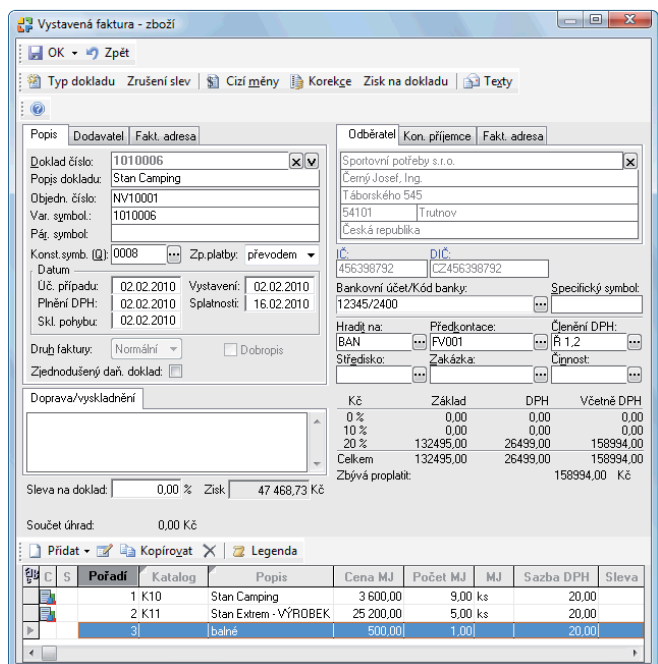 Vystavená faktura - zboží
OK Zpět
Typ dokladu Zrušení slev Cizí měny Korekce Zisk na dokladu Texty
Popis Dodavatel Fakt. adresa
Doklad číslo: 1010006
Popis dokladu: Stan Camping
Objedn. číslo: NV10001
Var. symbol.: 1010006
Pár. symbol:
Konst.symb. (Q): 0008 Zp.platby: převodem
Datum
Úč. případu: 02.02.2010 Vystavení: 02.02.2010
Plnění DPH: 02.02.2010 Splatnosti: 16.02.2010
Skl. pohybu: 02.02.2010
Druh faktury: Normální Dobropis
Zjednodušený daň. doklad:
Doprava/vyskladnění
Sleva na doklad: 0,00 % Zisk 47 468,73 Kč
Součet úhrad: 0,00 Kč
Odběratel Kon. příjemce Fakt. adresa
Sportovní potřeby s.r.o.
Černý Josef, Ing.
Táborského 545
54101 Trutnov
Česká republika
IČ: DIČ:
456398792 CZ456398792
Bankovní účet/Kód banky: Specifický symbol:
12345/2400
Hradit na: Předkontace: Členění DPH:
BAN FV001 Ř 1,2
Středisko: Zakázka: Činnost:
Kč Základ DPH Včetně DPH
0 % 0,00 0,00 0,00
10 % 0,00 0,00 0,00
20 % 132495,00 26499,00 158994,00
Celkem 132495,00 26499,00 158994,00
Zbývá proplatit: 158994,00 Kč
Přidat Kopírovat Legenda
C S Pořadí Katalog Popis Cena MJ Počet MJ MJ Sazba DPH Sleva
1 K10 Stan Camping 3 600,00 9,00 ks 20,00
2 K11 Stan Extrem - VÝROBEK 25 200,00 5,00 ks 20,00
3 balné 500,00 1,00 20,00